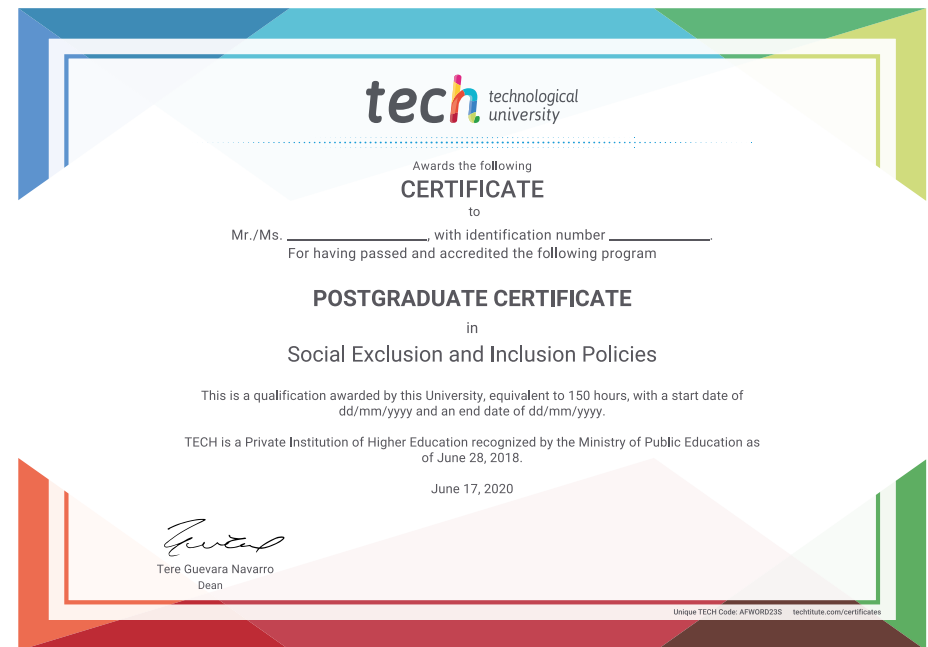 tech technological
university
Awards the following
CERTIFICATE
to
Mr./Ms. ____________, with identification number ____________.
For having passed and accredited the following program
POSTGRADUATE CERTIFICATE
in
Social Exclusion and Inclusion Policies
This is a qualification awarded by this University, equivalent to 150 hours, with a start date of
dd/mm/yyyy and an end date of dd/mm/yyyy.
TECH is a Private Institution of Higher Education recognized by the Ministry of Public Education as
of June 28, 2018.
June 17, 2020
Tere Guevara Navarro
Dean
Unique TECH Code: AFWORD23S techtitute.com/certificates